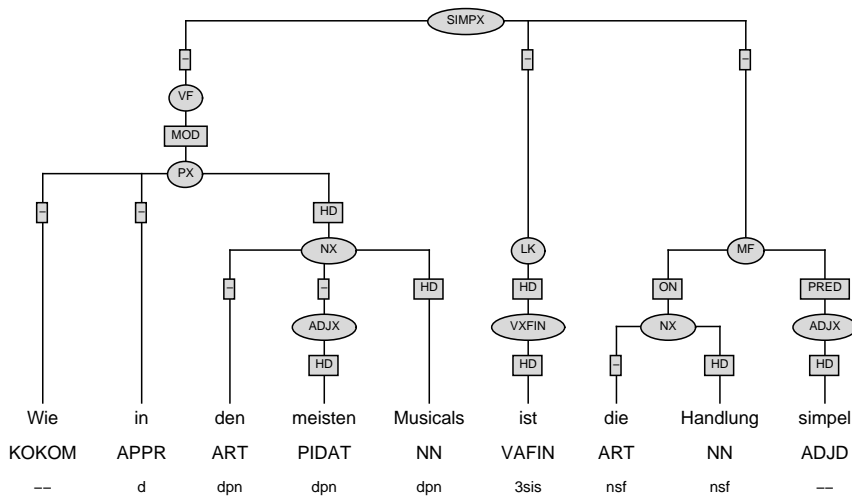 SIMPX
– – –
VF
MOD
PX
– – HD
NX LK MF
– – HD HD ON PRED
ADJX VXFIN NX ADJX
HD HD – HD HD
Wie in den meisten Musicals ist die Handlung simpel
KOKOM APPR ART PIDAT NN VAFIN ART NN ADJD
–– d dpn dpn dpn 3sis nsf nsf ––